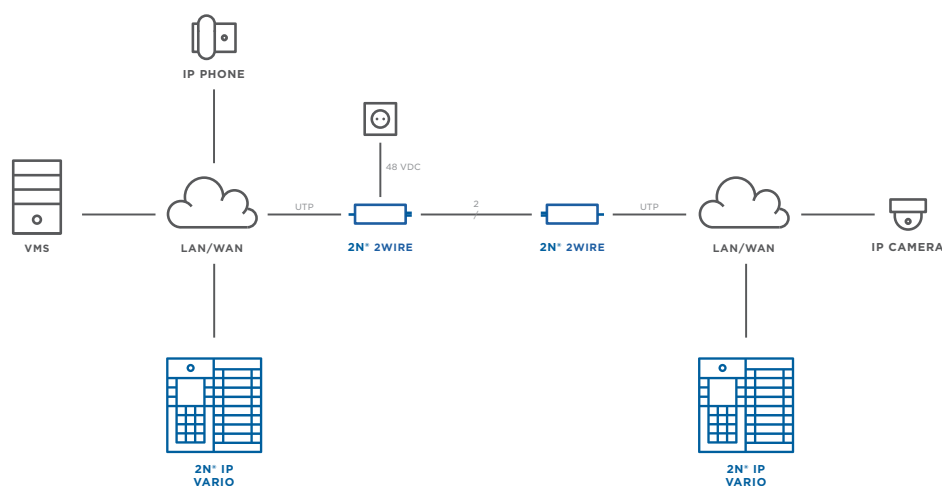 IP PHONE
48 VDC
UTP
2
UTP
VMS
LAN/WAN
2N® 2WIRE
2N® 2WIRE
LAN/WAN
IP CAMERA
2N® IP
VARIO
2N® IP
VARIO